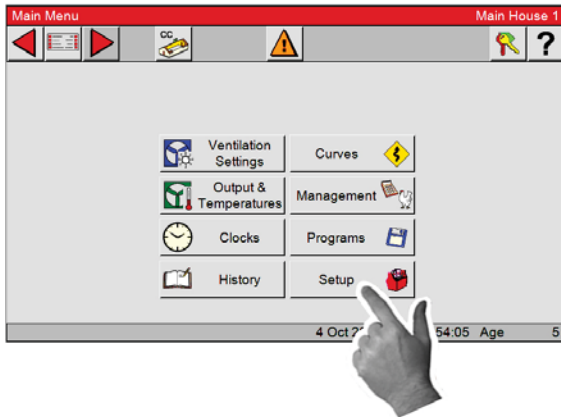 Main Menu Main House 1
CC
?
Ventilation
Settings
Curves
Output &
Temperatures
Management
Clocks
Programs
History
Setup
4 Oct 2 54:05 Age 5